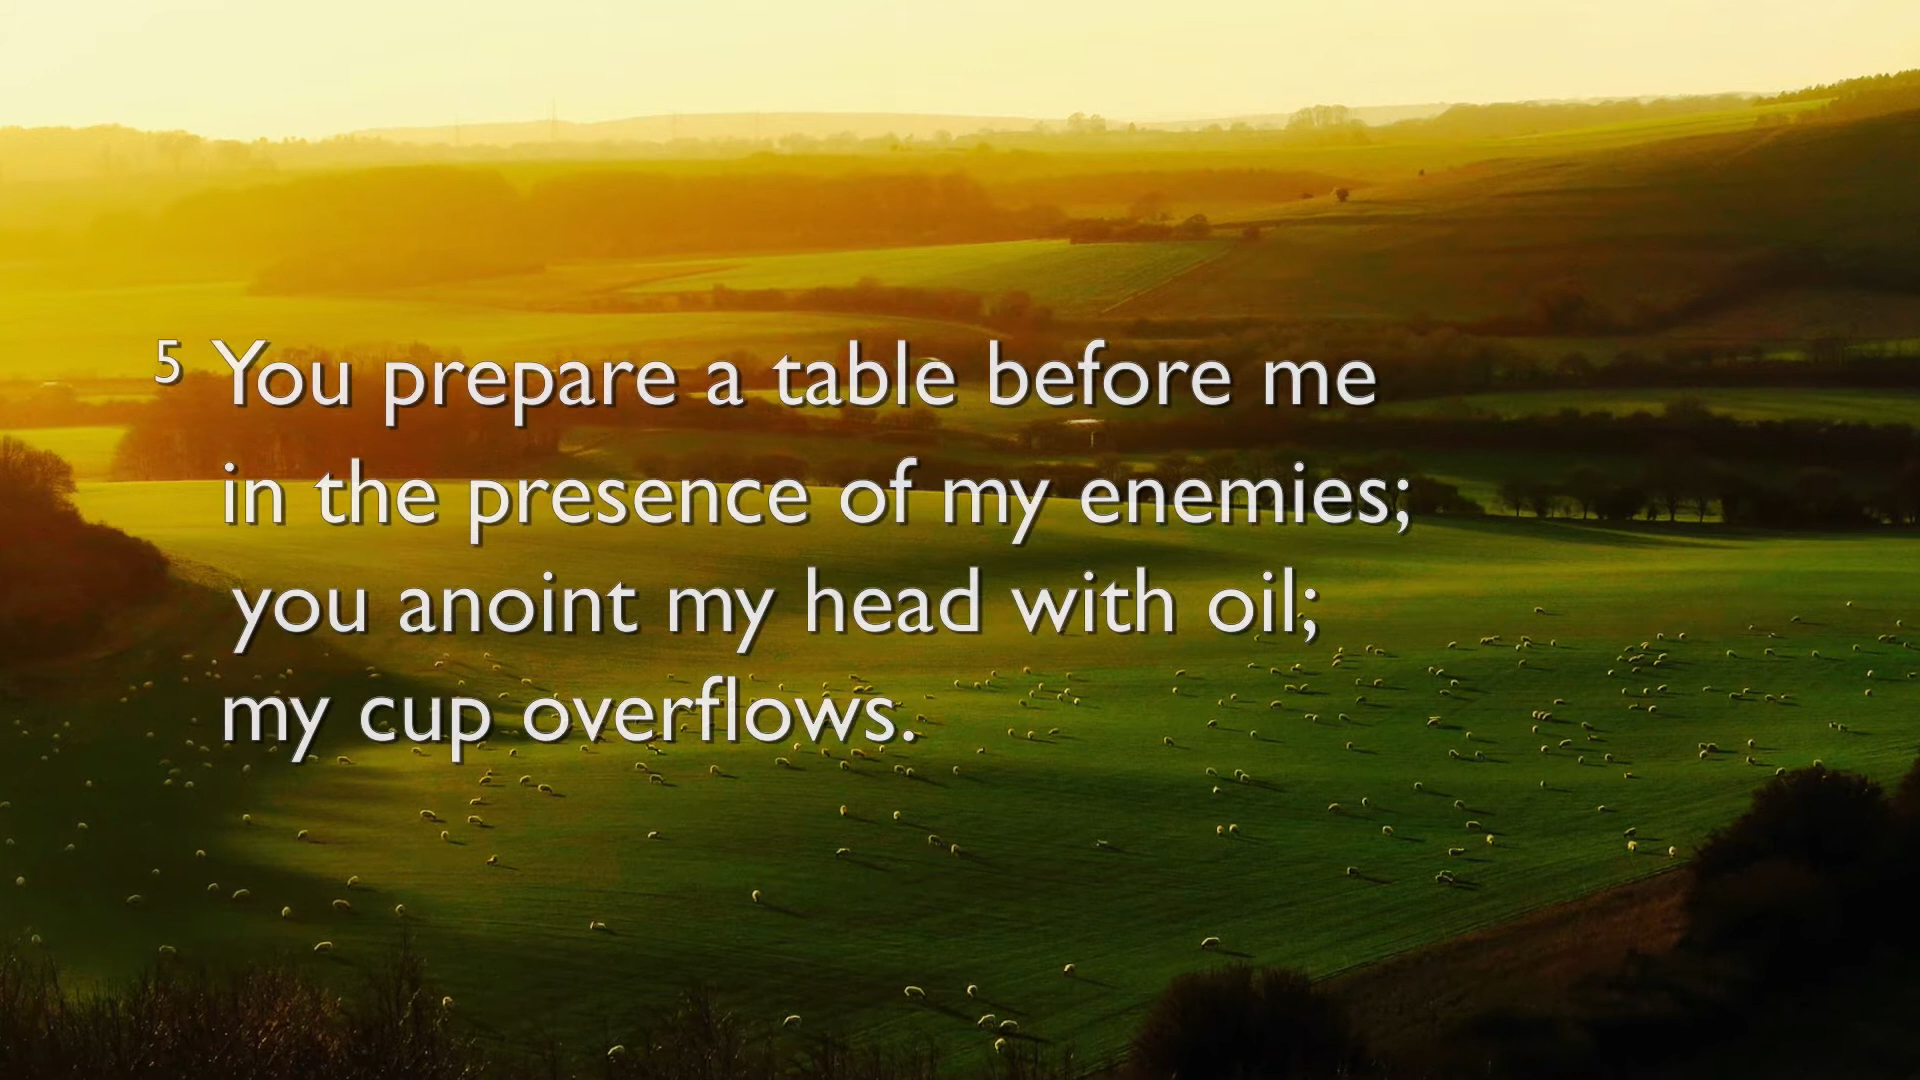 5 You prepare a table before me
in the presence of my enemies;
you anoint my head with oil;
my cup overflows.